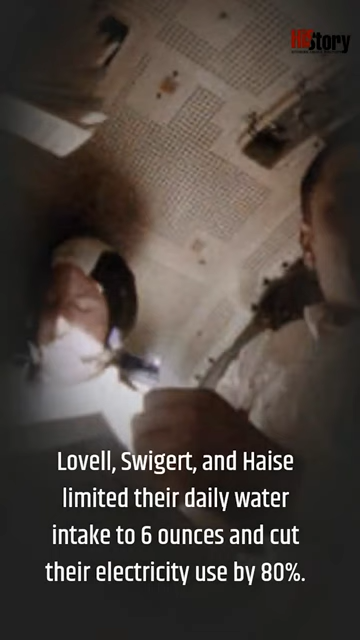 HIStory
Lovell, Swigert, and Haise
limited their daily water
intake to 6 ounces and cut
their electricity use by 80%.